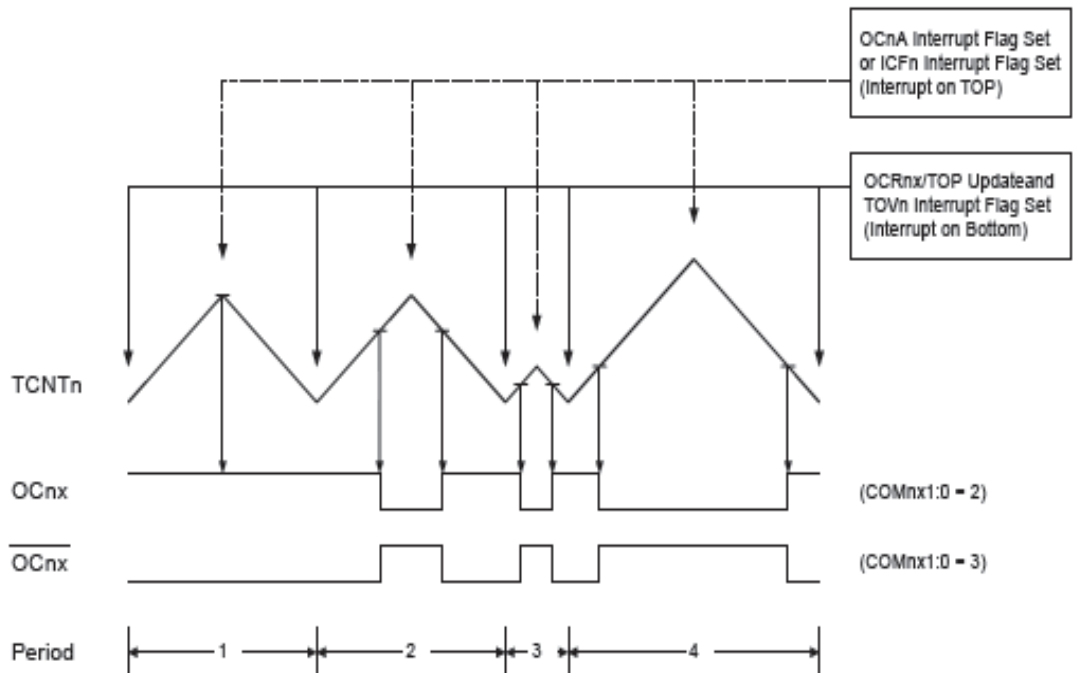 OCnA Interrupt Flag Set
or ICFn Interrupt Flag Set
(Interrupt on TOP)
OCRnx/TOP Updateand
TOVn Interrupt Flag Set
(Interrupt on Bottom)
TCNTn
OCnx
(COMnx1:0 = 2)
OCnx
(COMnx1:0 = 3)
Period
1
2
3
4